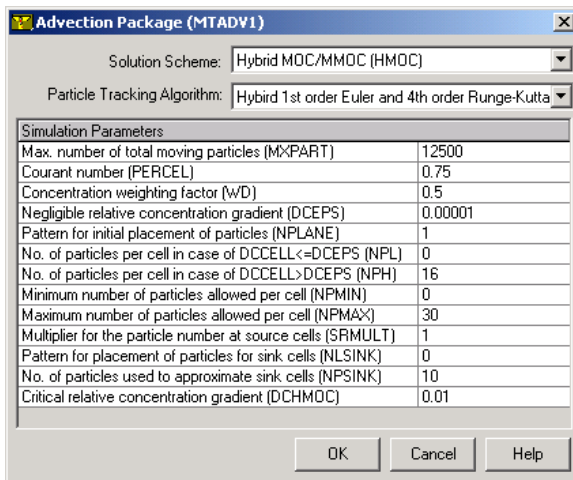 Advection Package (MTADV1)
Solution Scheme: Hybrid MOC/MMOC (HMOC)
Particle Tracking Algorithm: Hybird 1st order Euler and 4th order Runge-Kutta
Simulation Parameters
Max. number of total moving particles (MXPART) 12500
Courant number (PERCEL) 0.75
Concentration weighting factor (WD) 0.5
Negligible relative concentration gradient (DCEPS) 0.00001
Pattern for initial placement of particles (NPLANE) 1
No. of particles per cell in case of DCCELL<=DCEPS (NPL) 0
No. of particles per cell in case of DCCELL>DCEPS (NPH) 16
Minimum number of particles allowed per cell (NPMIN) 0
Maximum number of particles allowed per cell (NPMAX) 30
Multiplier for the particle number at source cells (SRMULT) 1
Pattern for placement of particles for sink cells (NLSINK) 0
No. of particles used to approximate sink cells (NPSINK) 10
Critical relative concentration gradient (DCHMOC) 0.01
OK Cancel Help